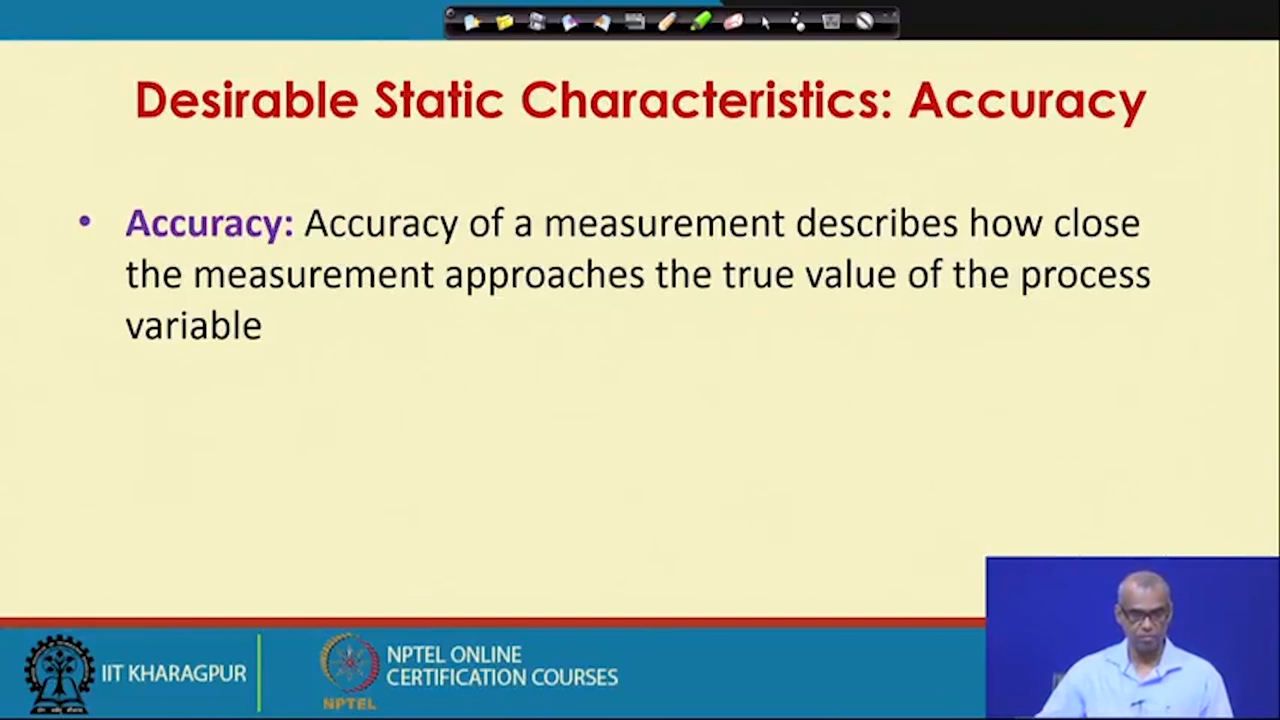 Desirable Static Characteristics: Accuracy
• Accuracy: Accuracy of a measurement describes how close
the measurement approaches the true value of the process
variable
IIT KHARAGPUR
NPTEL
NPTEL ONLINE
CERTIFICATION COURSES